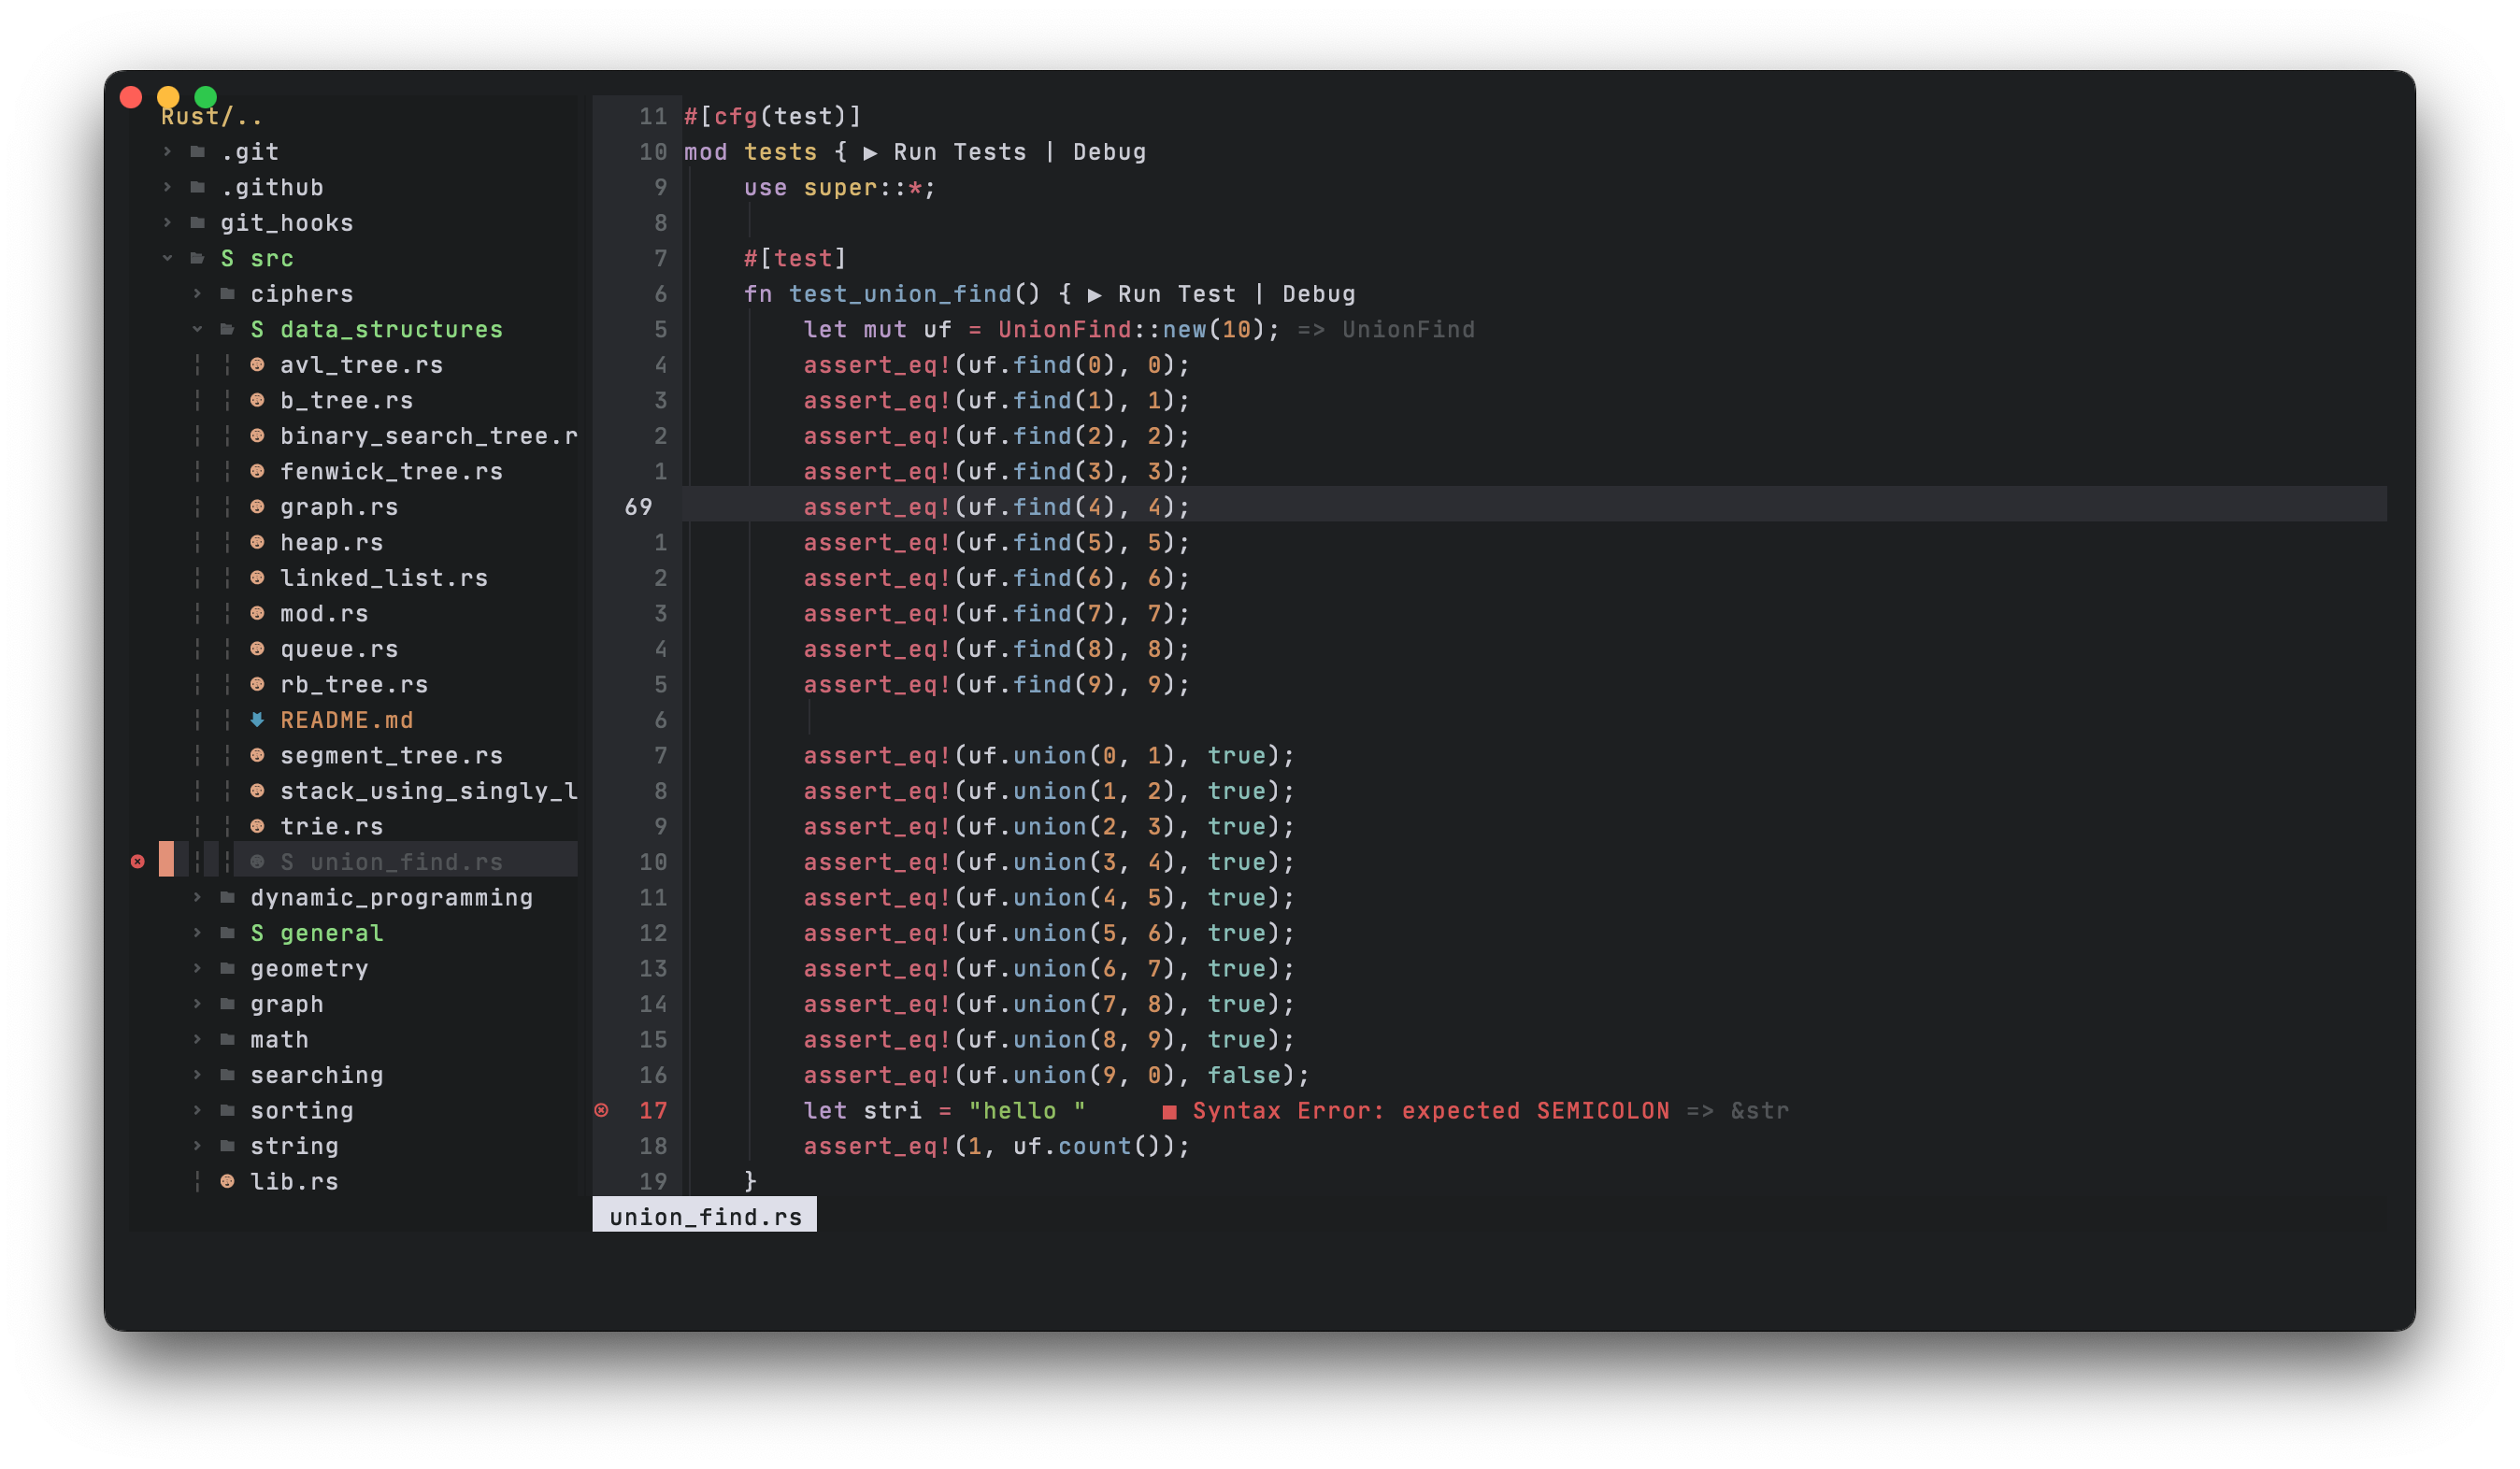 Rust/..
.git
.github
git_hooks
S src
ciphers
S data_structures
avl_tree.rs
b_tree.rs
binary_search_tree.r
fenwick_tree.rs
graph.rs
heap.rs
linked_list.rs
mod.rs
queue.rs
rb_tree.rs
README.md
segment_tree.rs
stack_using_singly_l
trie.rs
S union_find.rs
dynamic_programming
S general
geometry
graph
math
searching
sorting
string
lib.rs
11 #[cfg(test)]
10 mod tests { ▶ Run Tests | Debug
9     use super::*;
8
7     #[test]
6     fn test_union_find() { ▶ Run Test | Debug
5         let mut uf = UnionFind::new(10); => UnionFind
4         assert_eq!(uf.find(0), 0);
3         assert_eq!(uf.find(1), 1);
2         assert_eq!(uf.find(2), 2);
1         assert_eq!(uf.find(3), 3);
69         assert_eq!(uf.find(4), 4);
1         assert_eq!(uf.find(5), 5);
2         assert_eq!(uf.find(6), 6);
3         assert_eq!(uf.find(7), 7);
4         assert_eq!(uf.find(8), 8);
5         assert_eq!(uf.find(9), 9);
6
7         assert_eq!(uf.union(0, 1), true);
8         assert_eq!(uf.union(1, 2), true);
9         assert_eq!(uf.union(2, 3), true);
10         assert_eq!(uf.union(3, 4), true);
11         assert_eq!(uf.union(4, 5), true);
12         assert_eq!(uf.union(5, 6), true);
13         assert_eq!(uf.union(6, 7), true);
14         assert_eq!(uf.union(7, 8), true);
15         assert_eq!(uf.union(8, 9), true);
16         assert_eq!(uf.union(9, 0), false);
17         let stri = "hello "     ■ Syntax Error: expected SEMICOLON => &str
18         assert_eq!(1, uf.count());
19     }
union_find.rs